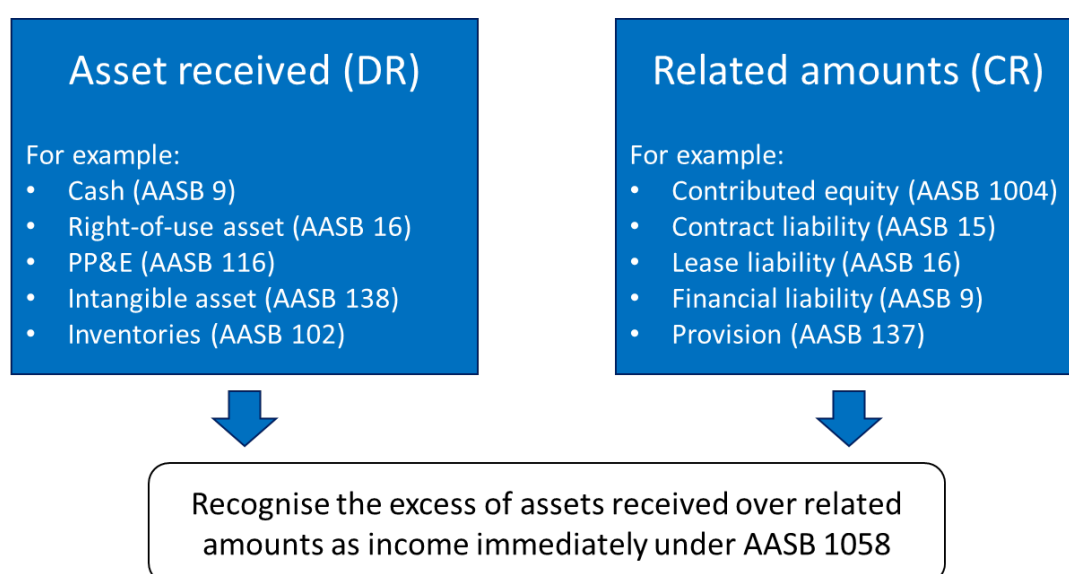 Asset received (DR)
For example:
• Cash (AASB 9)
• Right-of-use asset (AASB 16)
• PP&E (AASB 116)
• Intangible asset (AASB 138)
• Inventories (AASB 102)
Related amounts (CR)
For example:
• Contributed equity (AASB 1004)
• Contract liability (AASB 15)
• Lease liability (AASB 16)
• Financial liability (AASB 9)
• Provision (AASB 137)
Recognise the excess of assets received over related
amounts as income immediately under AASB 1058